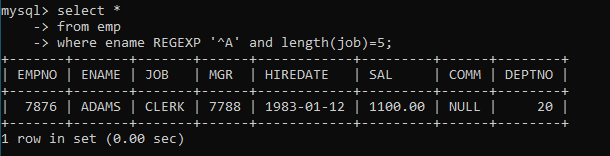 mysql> select *
    -> from emp
    -> where ename REGEXP '^A' and length(job)=5;
+-------+-------+-------+------+------------+---------+------+--------+
| EMPNO | ENAME | JOB   | MGR  | HIREDATE   | SAL     | COMM | DEPTNO |
+-------+-------+-------+------+------------+---------+------+--------+
|  7876 | ADAMS | CLERK | 7788 | 1983-01-12 | 1100.00 | NULL |     20 |
+-------+-------+-------+------+------------+---------+------+--------+
1 row in set (0.00 sec)